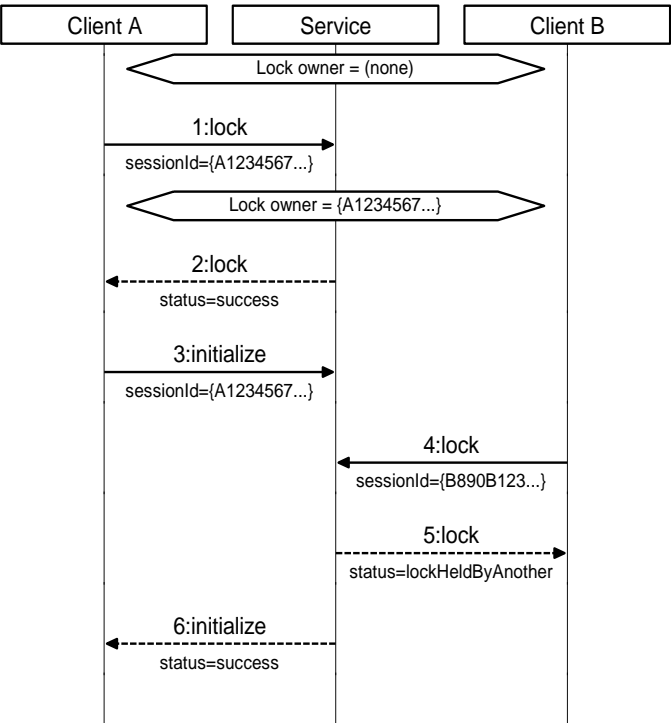 Client A
Service
Client B
Lock owner = (none)
1:lock
sessionId={A1234567...}
Lock owner = {A1234567...}
2:lock
status=success
3:initialize
sessionId={A1234567...}
4:lock
sessionId={B890B123...}
5:lock
status=lockHeldByAnother
6:initialize
status=success